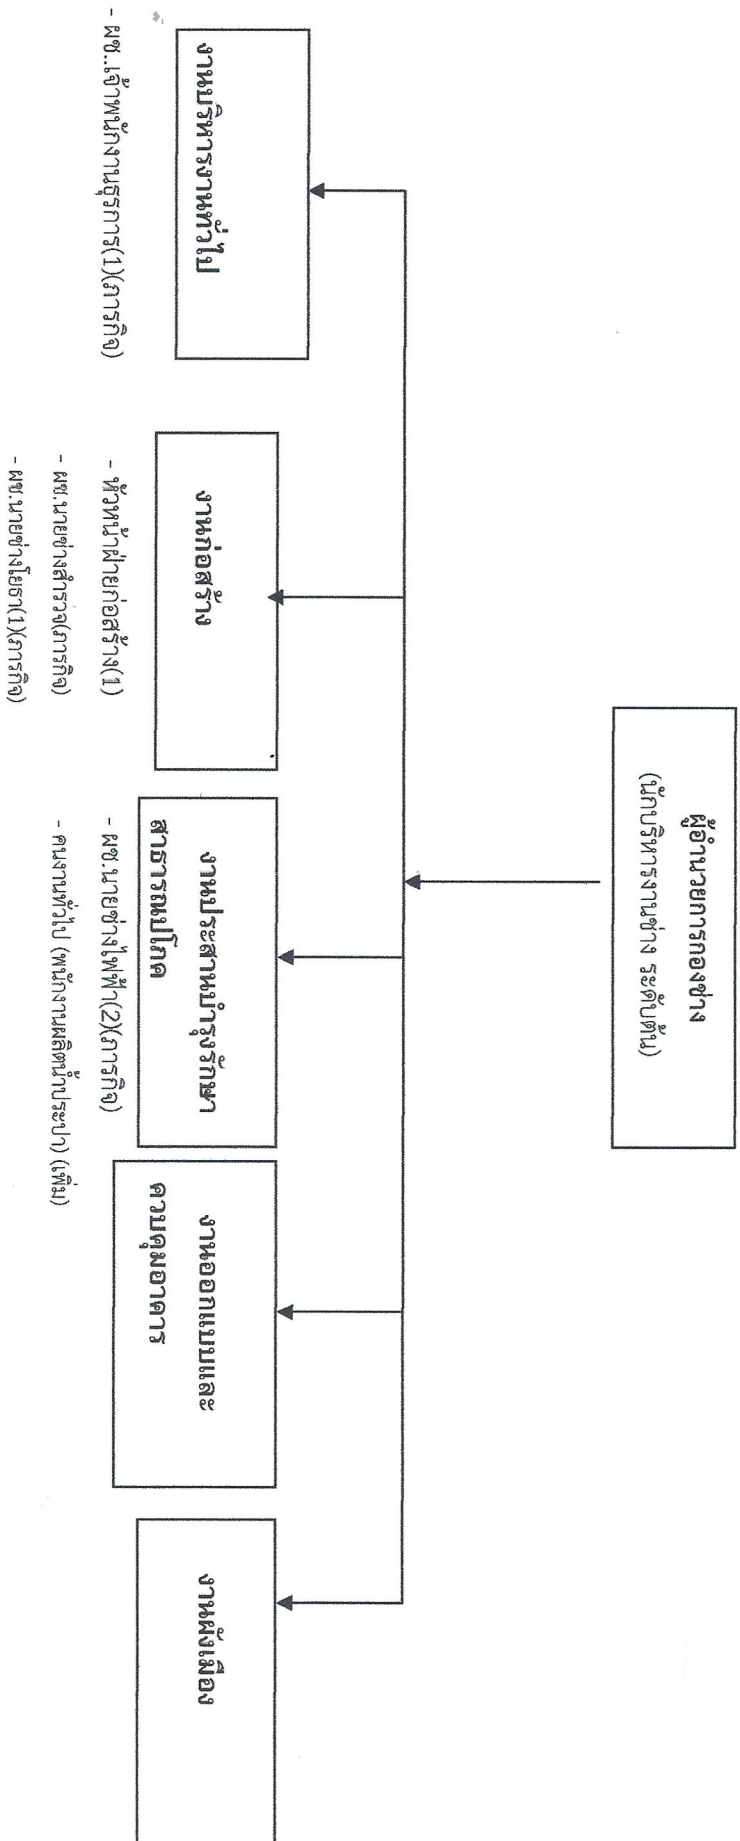 ผู้อำนวยการกองช่าง
(นักบริหารงานช่าง ระดับต้น)
งานบริหารงานทั่วไป
- ผช..เจ้าพนักงานธุรการ(1)(ภารกิจ)
งานก่อสร้าง
- หัวหน้าฝ่ายก่อสร้าง(1)
- ผช.นายช่างสำรวจ(ภารกิจ)
- ผช.นายช่างโยธา(1)(ภารกิจ)
งานประสานบำรุงรักษา
สาธารณปโภค
- ผช.นายช่างไฟฟ้า(2)(ภารกิจ)
- คนงานทั่วไป (พนักงานผลิตน้ำประปา) (เพิ่ม)
งานออกแบบและ
ควบคุมอาคาร
งานผังเมือง